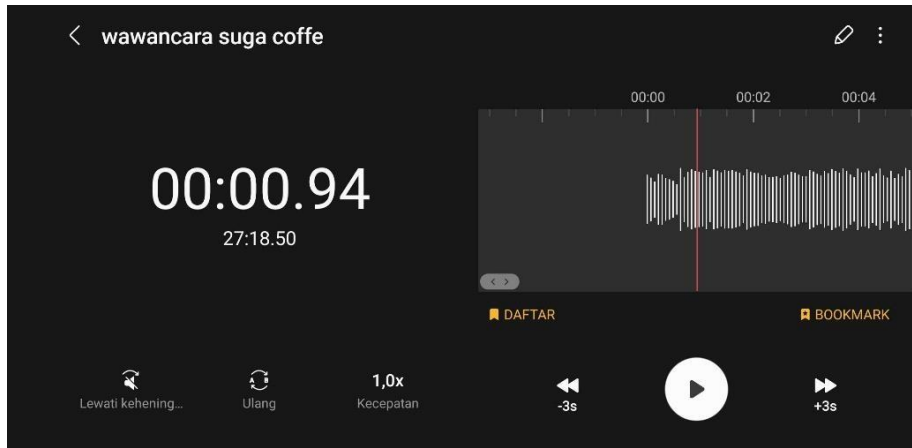 wawancara suga coffe
00:00 00:02 00:04
00:00.94
27:18.50
DAFTAR
BOOKMARK
A B
Lewati kehening...
Ulang
1,0x
Kecepatan
-3s
+3s